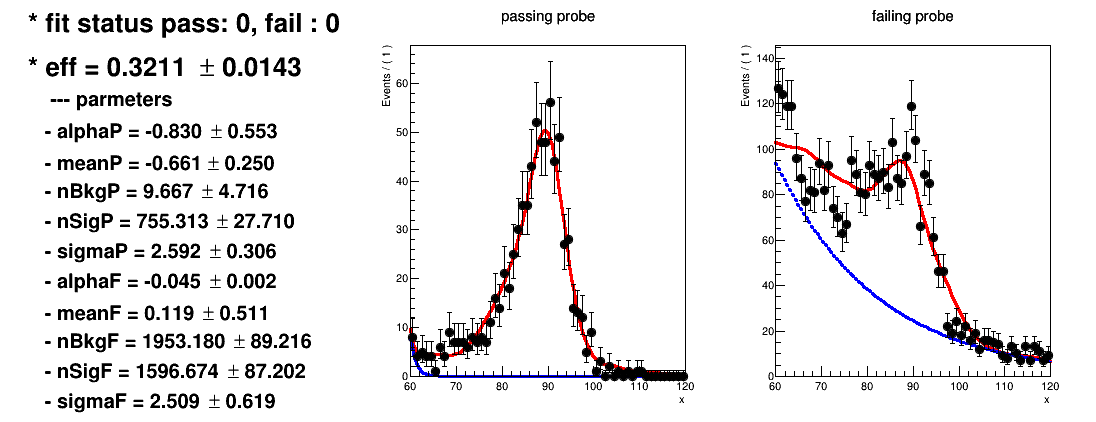 * fit status pass: 0, fail : 0
* eff = 0.3211 ± 0.0143
--- parmeters
- alphaP = -0.830 ± 0.553
- meanP = -0.661 ± 0.250
- nBkgP = 9.667 ± 4.716
- nSigP = 755.313 ± 27.710
- sigmaP = 2.592 ± 0.306
- alphaF = -0.045 ± 0.002
- meanF = 0.119 ± 0.511
- nBkgF = 1953.180 ± 89.216
- nSigF = 1596.674 ± 87.202
- sigmaF = 2.509 ± 0.619
passing probe
Events / ( 1 )
60
50
40
30
20
10
0
60 70 80 90 100 110 120
x
failing probe
Events / ( 1 )
140
120
100
80
60
40
20
0
60 70 80 90 100 110 120
x